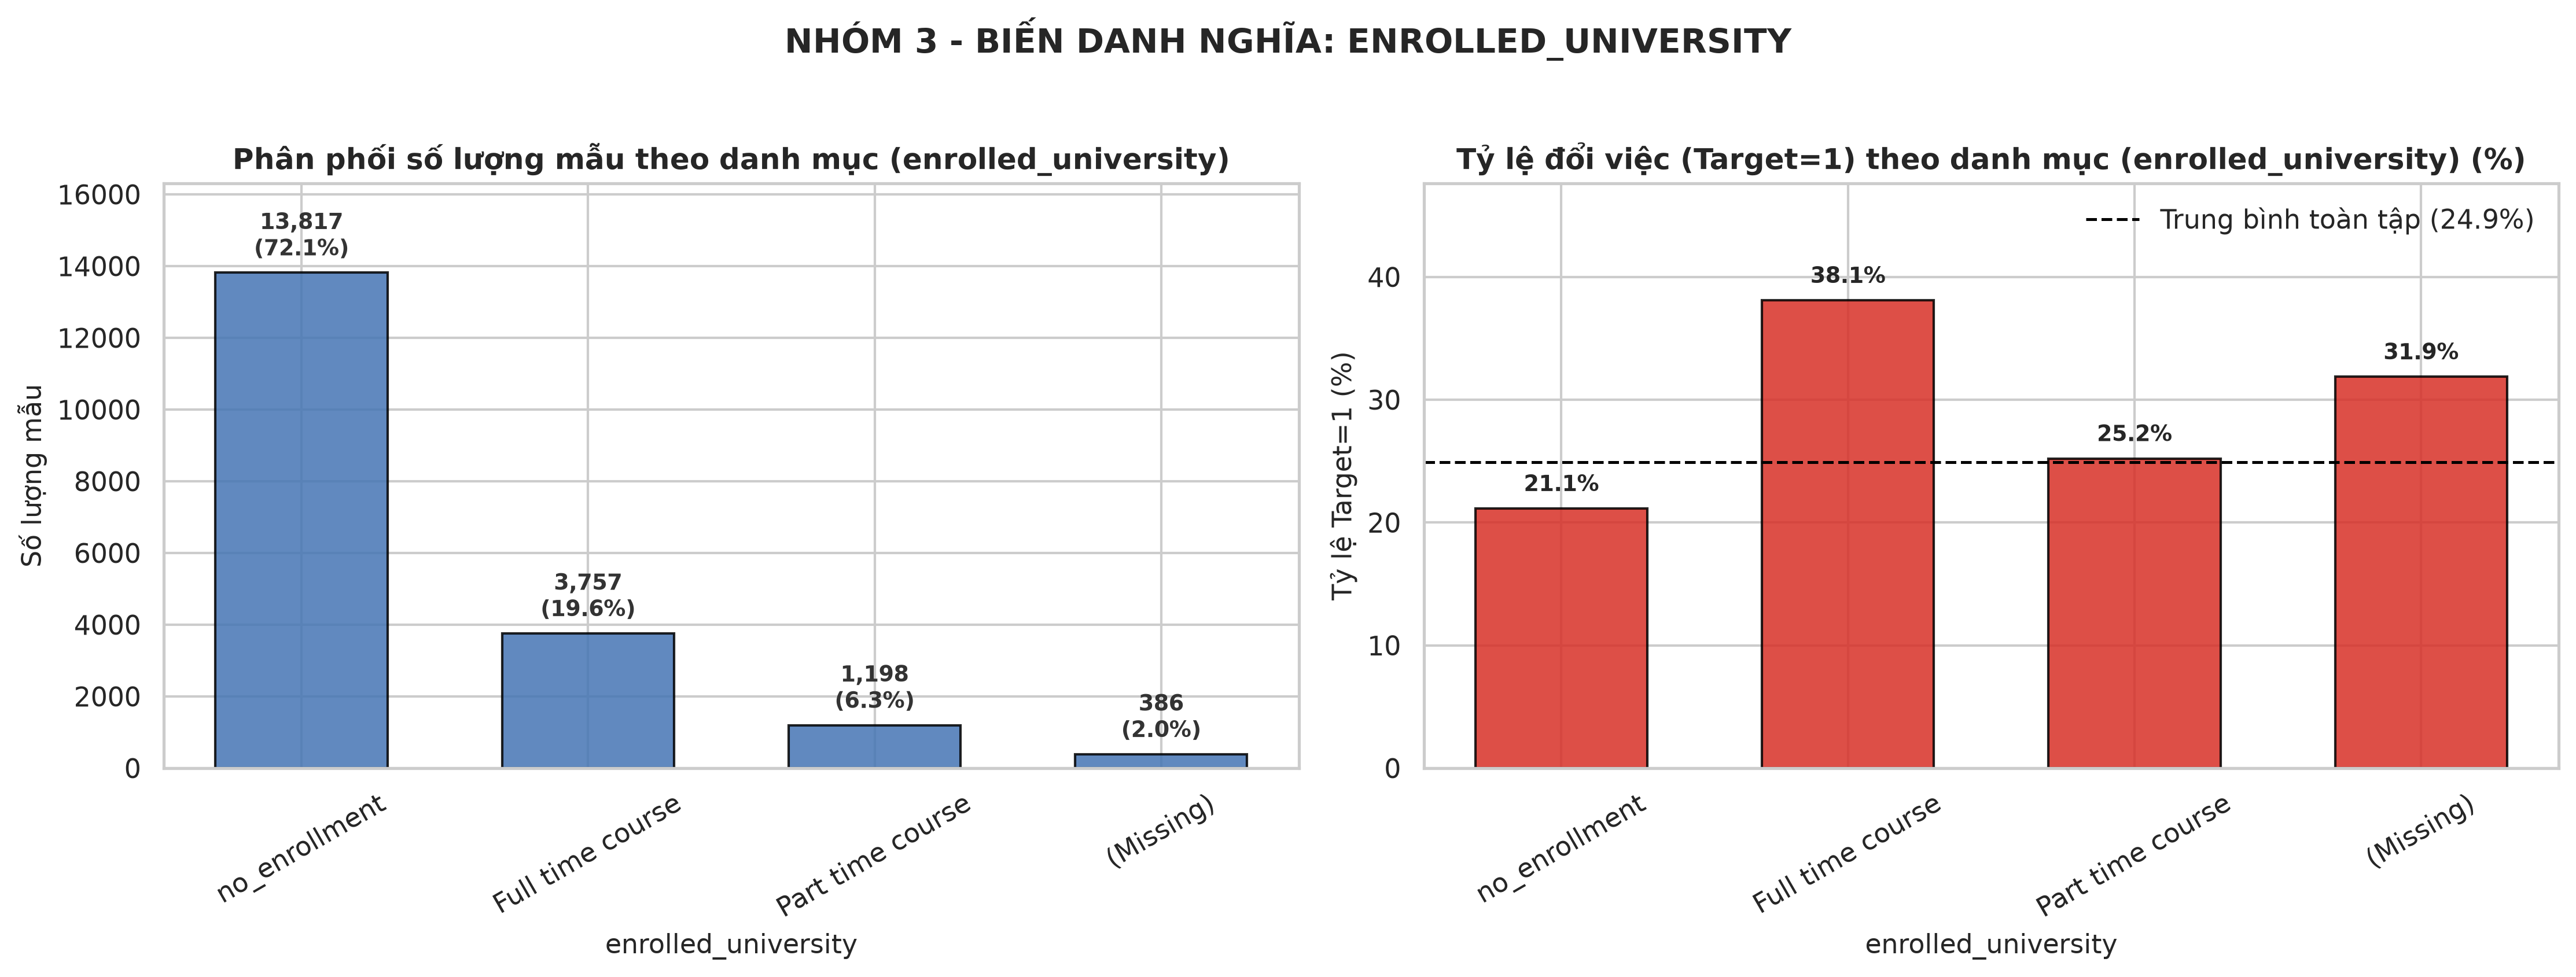 NHÓM 3 - BIẾN DANH NGHĨA: ENROLLED_UNIVERSITY
Phân phối số lượng mẫu theo danh mục (enrolled_university)
Số lượng mẫu
16000
14000
12000
10000
8000
6000
4000
2000
0
13,817
(72.1%)
3,757
(19.6%)
1,198
(6.3%)
386
(2.0%)
no_enrollment
Full time course
Part time course
(Missing)
enrolled_university
Tỷ lệ đổi việc (Target=1) theo danh mục (enrolled_university) (%)
Tỷ lệ Target=1 (%)
40
30
20
10
0
Trung bình toàn tập (24.9%)
21.1%
38.1%
25.2%
31.9%
no_enrollment
Full time course
Part time course
(Missing)
enrolled_university